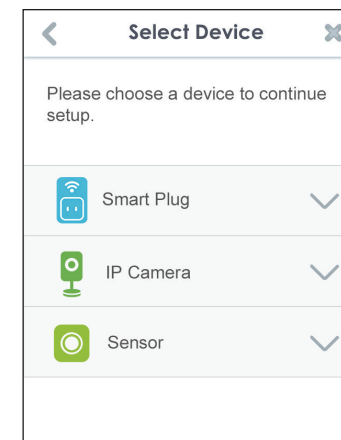 Select Device
Please choose a device to continue
setup.
Smart Plug
IP Camera
Sensor